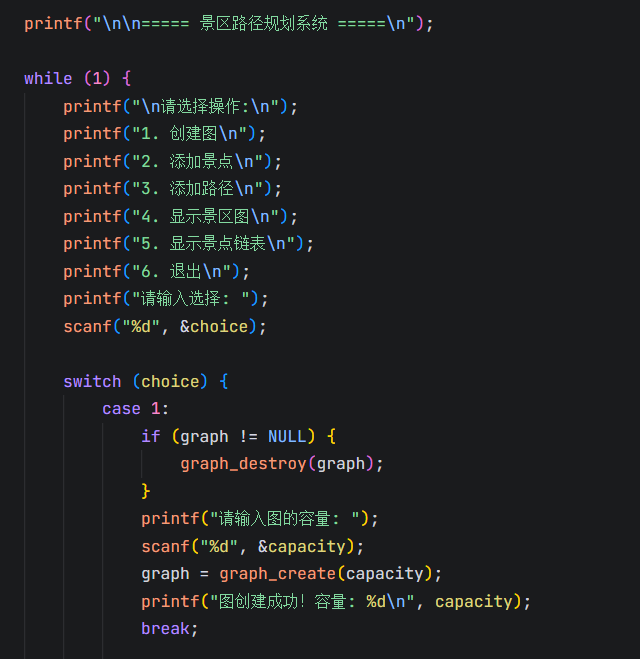 printf("\n\n===== 景区路径规划系统 =====\n");
while (1) {
printf("\n请选择操作:\n");
printf("1. 创建图\n");
printf("2. 添加景点\n");
printf("3. 添加路径\n");
printf("4. 显示景区图\n");
printf("5. 显示景点链表\n");
printf("6. 退出\n");
printf("请输入选择: ");
scanf("%d", &choice);
switch (choice) {
case 1:
if (graph != NULL) {
graph_destroy(graph);
}
printf("请输入图的容量: ");
scanf("%d", &capacity);
graph = graph_create(capacity);
printf("图创建成功! 容量: %d\n", capacity);
break;